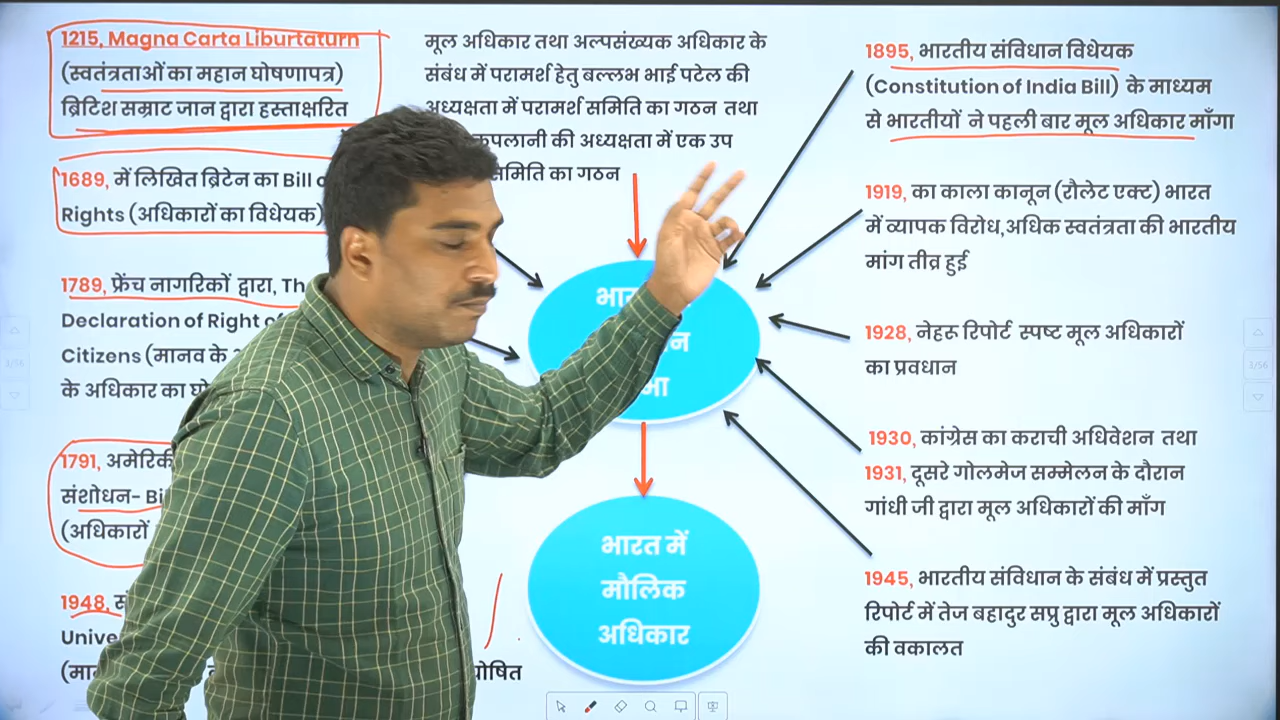 1215, Magna Carta Liburtaturn
(स्वतंत्रताओं का महान घोषणापत्र)
ब्रिटिश सम्राट जान द्वारा हस्ताक्षरित
1689, में लिखित ब्रिटेन का Bill
Rights (अधिकारों का विधेयक)
1789, फ्रेंच नागरिकों द्वारा,
Declaration of Right
Citizens (मानव के
के अधिकार का
1791,
संशोधन-
(अधिकारों
1948,
मूल अधिकार तथा अल्पसंख्यक अधिकार के
संबंध में परामर्श हेतु बल्लभ भाई पटेल की
अध्यक्षता में परामर्श समिति का गठन तथा
कृपलानी की अध्यक्षता में एक उप
समिति का गठन
भारत में
मौलिक
अधिकार
1895, भारतीय संविधान विधेयक
(Constitution of India Bill) के माध्यम
से भारतीयों ने पहली बार मूल अधिकार माँगा
1919, का काला कानून (रौलेट एक्ट) भारत
में व्यापक विरोध,अधिक स्वतंत्रता की भारतीय
मांग तीव्र हुई
1928, नेहरू रिपोर्ट स्पष्ट मूल अधिकारों
का प्रवधान
1930, कांग्रेस का कराची अधिवेशन तथा
1931, दूसरे गोलमेज सम्मेलन के दौरान
गांधी जी द्वारा मूल अधिकारों की माँग
1945, भारतीय संविधान के संबंध में प्रस्तुत
रिपोर्ट में तेज बहादुर सप्रु द्वारा मूल अधिकारों
की वकालत
3/56
3/56